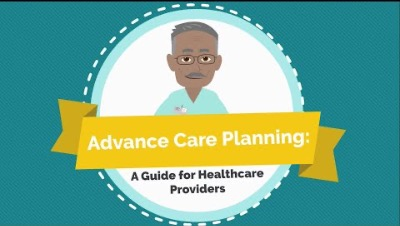 Advance Care Planning:
A Guide for Healthcare
Providers